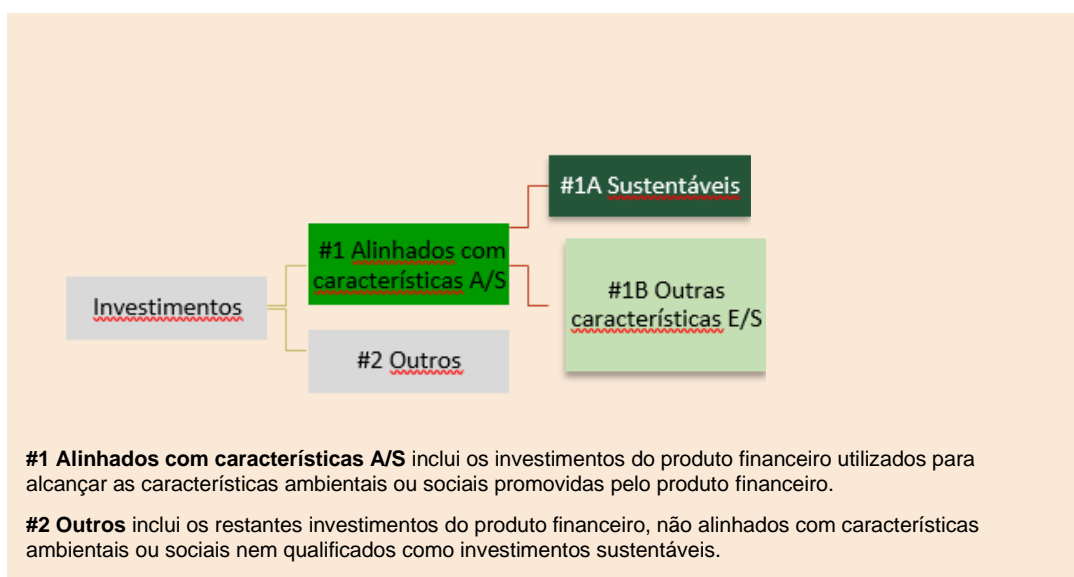 #1A Sustentáveis
#1 Alinhados com
características A/S
#1B Outras
características E/S
Investimentos
#2 Outros
#1 Alinhados com características A/S inclui os investimentos do produto financeiro utilizados para
alcançar as características ambientais ou sociais promovidas pelo produto financeiro.
#2 Outros inclui os restantes investimentos do produto financeiro, não alinhados com características
ambientais ou sociais nem qualificados como investimentos sustentáveis.